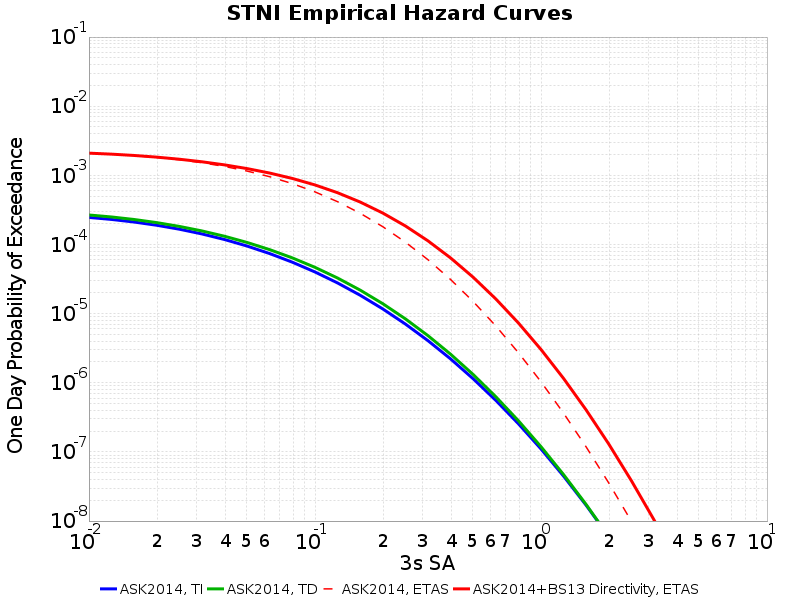 STNI Empirical Hazard Curves
One Day Probability of Exceedance
10^-1
10^-2
10^-3
10^-4
10^-5
10^-6
10^-7
10^-8
10^-2 2 3 4 5 6 10^-1 2 3 4 5 6 7 10^0 2 3 4 5 6 7 10^1
3s SA
ASK2014, TI ASK2014, TD ASK2014, ETAS ASK2014+BS13 Directivity, ETAS